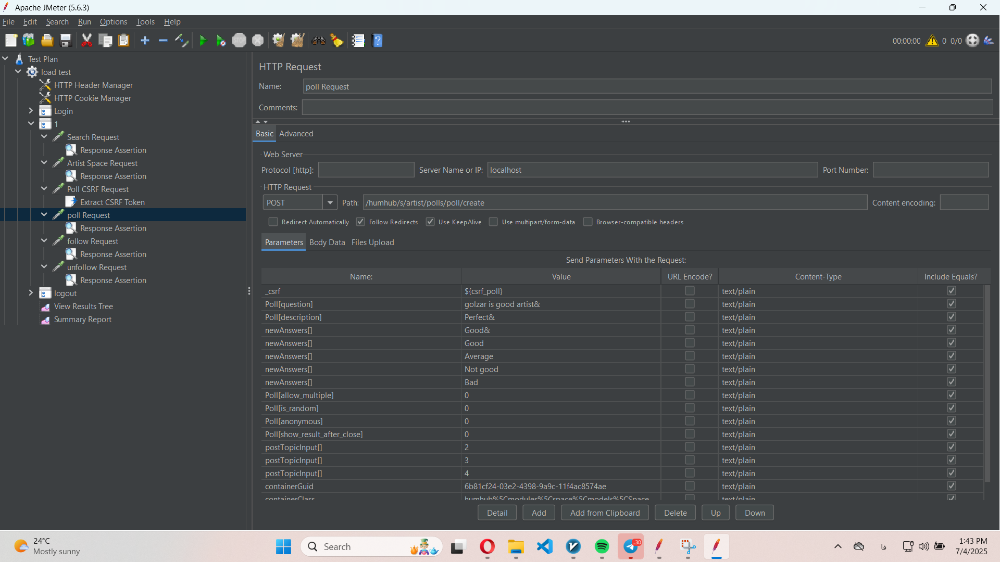 Apache JMeter (5.6.3)
File Edit Search Run Options Tools Help
00:00:00 0 0/0
Test Plan
load test
HTTP Header Manager
HTTP Cookie Manager
Login
1
Search Request
Response Assertion
Artist Space Request
Response Assertion
Poll CSRF Request
Extract CSRF Token
poll Request
Response Assertion
follow Request
Response Assertion
unfollow Request
Response Assertion
logout
View Results Tree
Summary Report
HTTP Request
Name: poll Request
Comments:
Basic Advanced
Web Server
Protocol [http]: Server Name or IP: localhost Port Number:
HTTP Request
POST Path: /humhub/s/artist/polls/poll/create Content encoding:
Redirect Automatically Follow Redirects Use KeepAlive Use multipart/form-data Browser-compatible headers
Parameters Body Data Files Upload
Send Parameters With the Request:
Name: Value URL Encode? Content-Type Include Equals?
_csrf ${csrf_poll} text/plain
Poll[question] golzar is good artist& text/plain
Poll[description] Perfect& text/plain
newAnswers[] Good& text/plain
newAnswers[] Good text/plain
newAnswers[] Average text/plain
newAnswers[] Not good text/plain
newAnswers[] Bad text/plain
Poll[allow_multiple] 0 text/plain
Poll[is_random] 0 text/plain
Poll[anonymous] 0 text/plain
Poll[show_result_after_close] 0 text/plain
postTopicInput[] 2 text/plain
postTopicInput[] 3 text/plain
postTopicInput[] 4 text/plain
containerGuid 6b81cf24-03e2-4398-9a9c-11f4ac8574ae text/plain
containerClass humhub%5Cmodules%5Cspace%5Cmodels%5CSpace text/plain
Detail Add Add from Clipboard Delete Up Down
24°C
Mostly sunny
Search
.30
فا
1:43 PM
7/4/2025